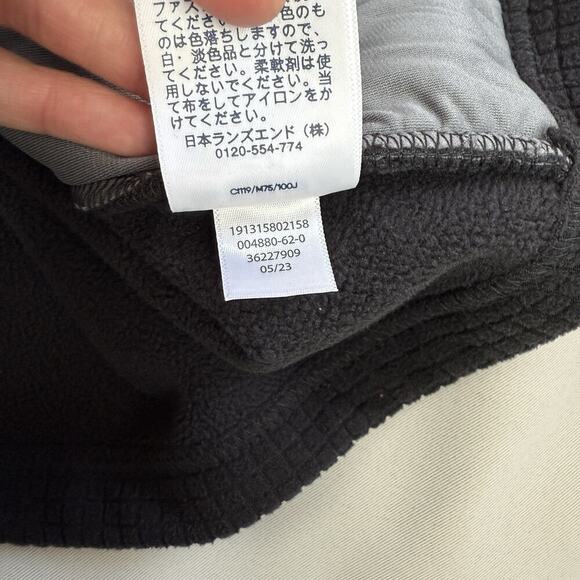 てください
色のも
のは色落ちしますので、
白・淡色品と分けて洗っ
てください。柔軟剤は使
用しないでください。当
て布をしてアイロンをか
けてください。
日本ランズエンド（株）
0120-554-774
C1119/M75/100J
191315802158
004880-62-0
36227909
05/23